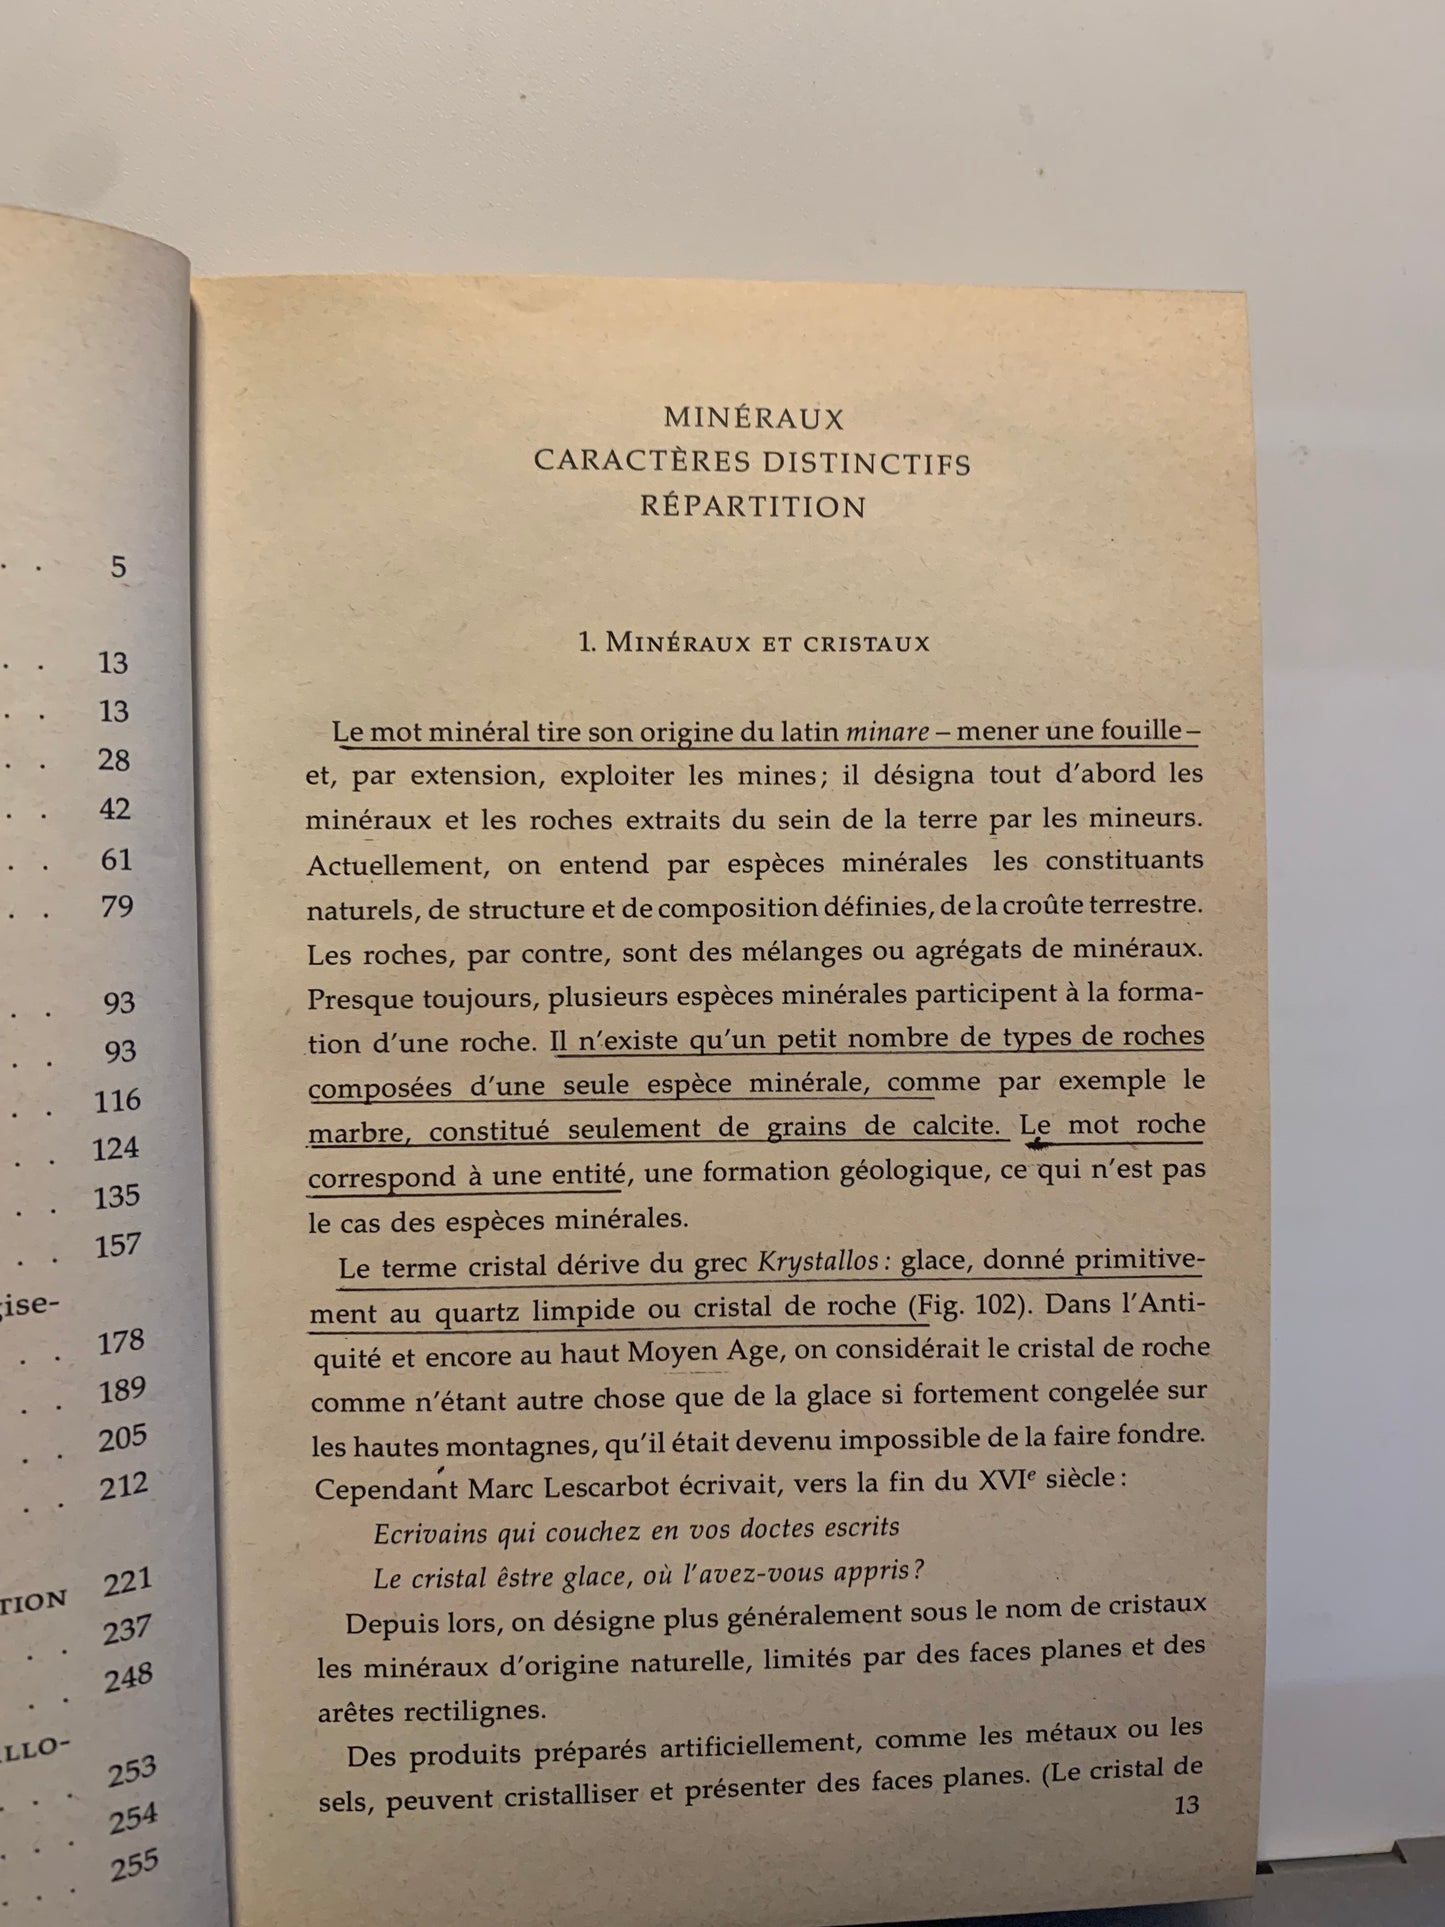 5
13
13
28
42
61
79
93
93
116
124
135
157
gise-
178
189
205
212
TION 221
237
248
LLO-
253
254
255
MINÉRAUX
CARACTÈRES DISTINCTIFS
RÉPARTITION
1. MINÉRAUX ET CRISTAUX
Le mot minéral tire son origine du latin minare – mener une fouille –
et, par extension, exploiter les mines; il désigna tout d'abord les
minéraux et les roches extraits du sein de la terre par les mineurs.
Actuellement, on entend par espèces minérales les constituants
naturels, de structure et de composition définies, de la croûte terrestre.
Les roches, par contre, sont des mélanges ou agrégats de minéraux.
Presque toujours, plusieurs espèces minérales participent à la forma-
tion d'une roche. Il n'existe qu'un petit nombre de types de roches
composées d'une seule espèce minérale, comme par exemple le
marbre, constitué seulement de grains de calcite. Le mot roche
correspond à une entité, une formation géologique, ce qui n'est pas
le cas des espèces minérales.
Le terme cristal dérive du grec Krystallos: glace, donné primitive-
ment au quartz limpide ou cristal de roche (Fig. 102). Dans l'Anti-
quité et encore au haut Moyen Age, on considérait le cristal de roche
comme n'étant autre chose que de la glace si fortement congelée sur
les hautes montagnes, qu'il était devenu impossible de la faire fondre.
Cependant Marc Lescarbot écrivait, vers la fin du XVIe siècle:
Ecrivains qui couchez en vos doctes escrits
Le cristal êstre glace, où l'avez-vous appris?
Depuis lors, on désigne plus généralement sous le nom de cristaux
les minéraux d'origine naturelle, limités par des faces planes et des
arêtes rectilignes.
Des produits préparés artificiellement, comme les métaux ou les
sels, peuvent cristalliser et présenter des faces planes. (Le cristal de
13